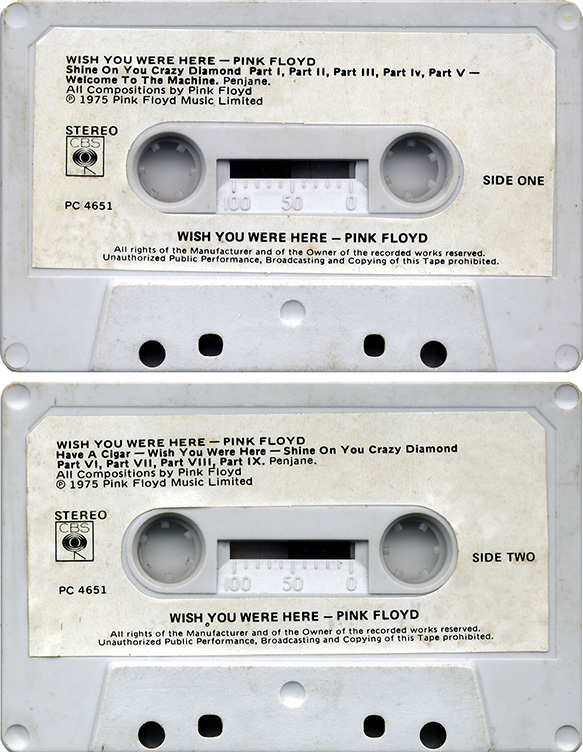 WISH YOU WERE HERE — PINK FLOYD
Shine On You Crazy Diamond Part I, Part II, Part III, Part Iv, Part V —
Welcome To The Machine. Penjane.
All Compositions by Pink Floyd
℗ 1975 Pink Floyd Music Limited
STEREO
CBS
PC 4651
100 50 0
SIDE ONE
WISH YOU WERE HERE — PINK FLOYD
All rights of the Manufacturer and of the Owner of the recorded works reserved.
Unauthorized Public Performance, Broadcasting and Copying of this Tape prohibited.
WISH YOU WERE HERE — PINK FLOYD
Have A Cigar — Wish You Were Here — Shine On You Crazy Diamond
Part VI, Part VII, Part VIII, Part IX. Penjane.
All Compositions by Pink Floyd
℗ 1975 Pink Floyd Music Limited
STEREO
CBS
PC 4651
100 50 0
SIDE TWO
WISH YOU WERE HERE — PINK FLOYD
All rights of the Manufacturer and of the Owner of the recorded works reserved.
Unauthorized Public Performance, Broadcasting and Copying of this Tape prohibited.